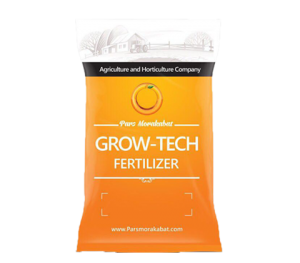 Agriculture and Horticulture Company
Pars Morakabat
GROW-TECH
FERTILIZER
www.Parsmorakabat.com